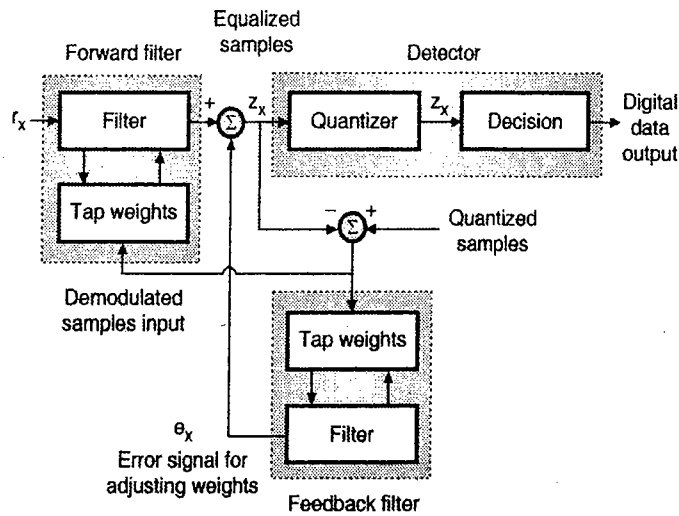 Equalized
samples
Forward filter
Detector
r_x
Filter
+
Σ
z_x
Quantizer
z_x
Decision
Digital
data
output
Tap weights
−
Σ
+
Quantized
samples
Demodulated
samples input
Tap weights
e_x
Filter
Error signal for
adjusting weights
Feedback filter